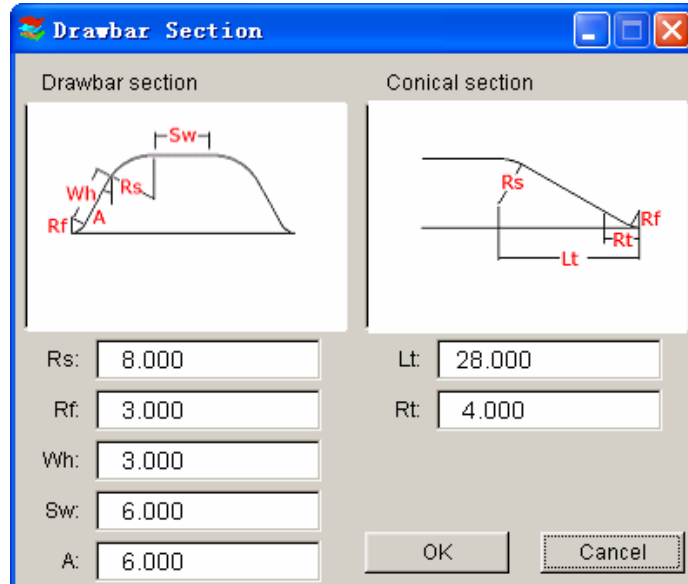 Drawbar Section
Drawbar section
Conical section
Sw
Wh
Rs
Rf
A
Rs
Rf
Rt
Lt
Rs: 8.000
Lt: 28.000
Rf: 3.000
Rt: 4.000
Wh: 3.000
Sw: 6.000
A: 6.000
OK
Cancel